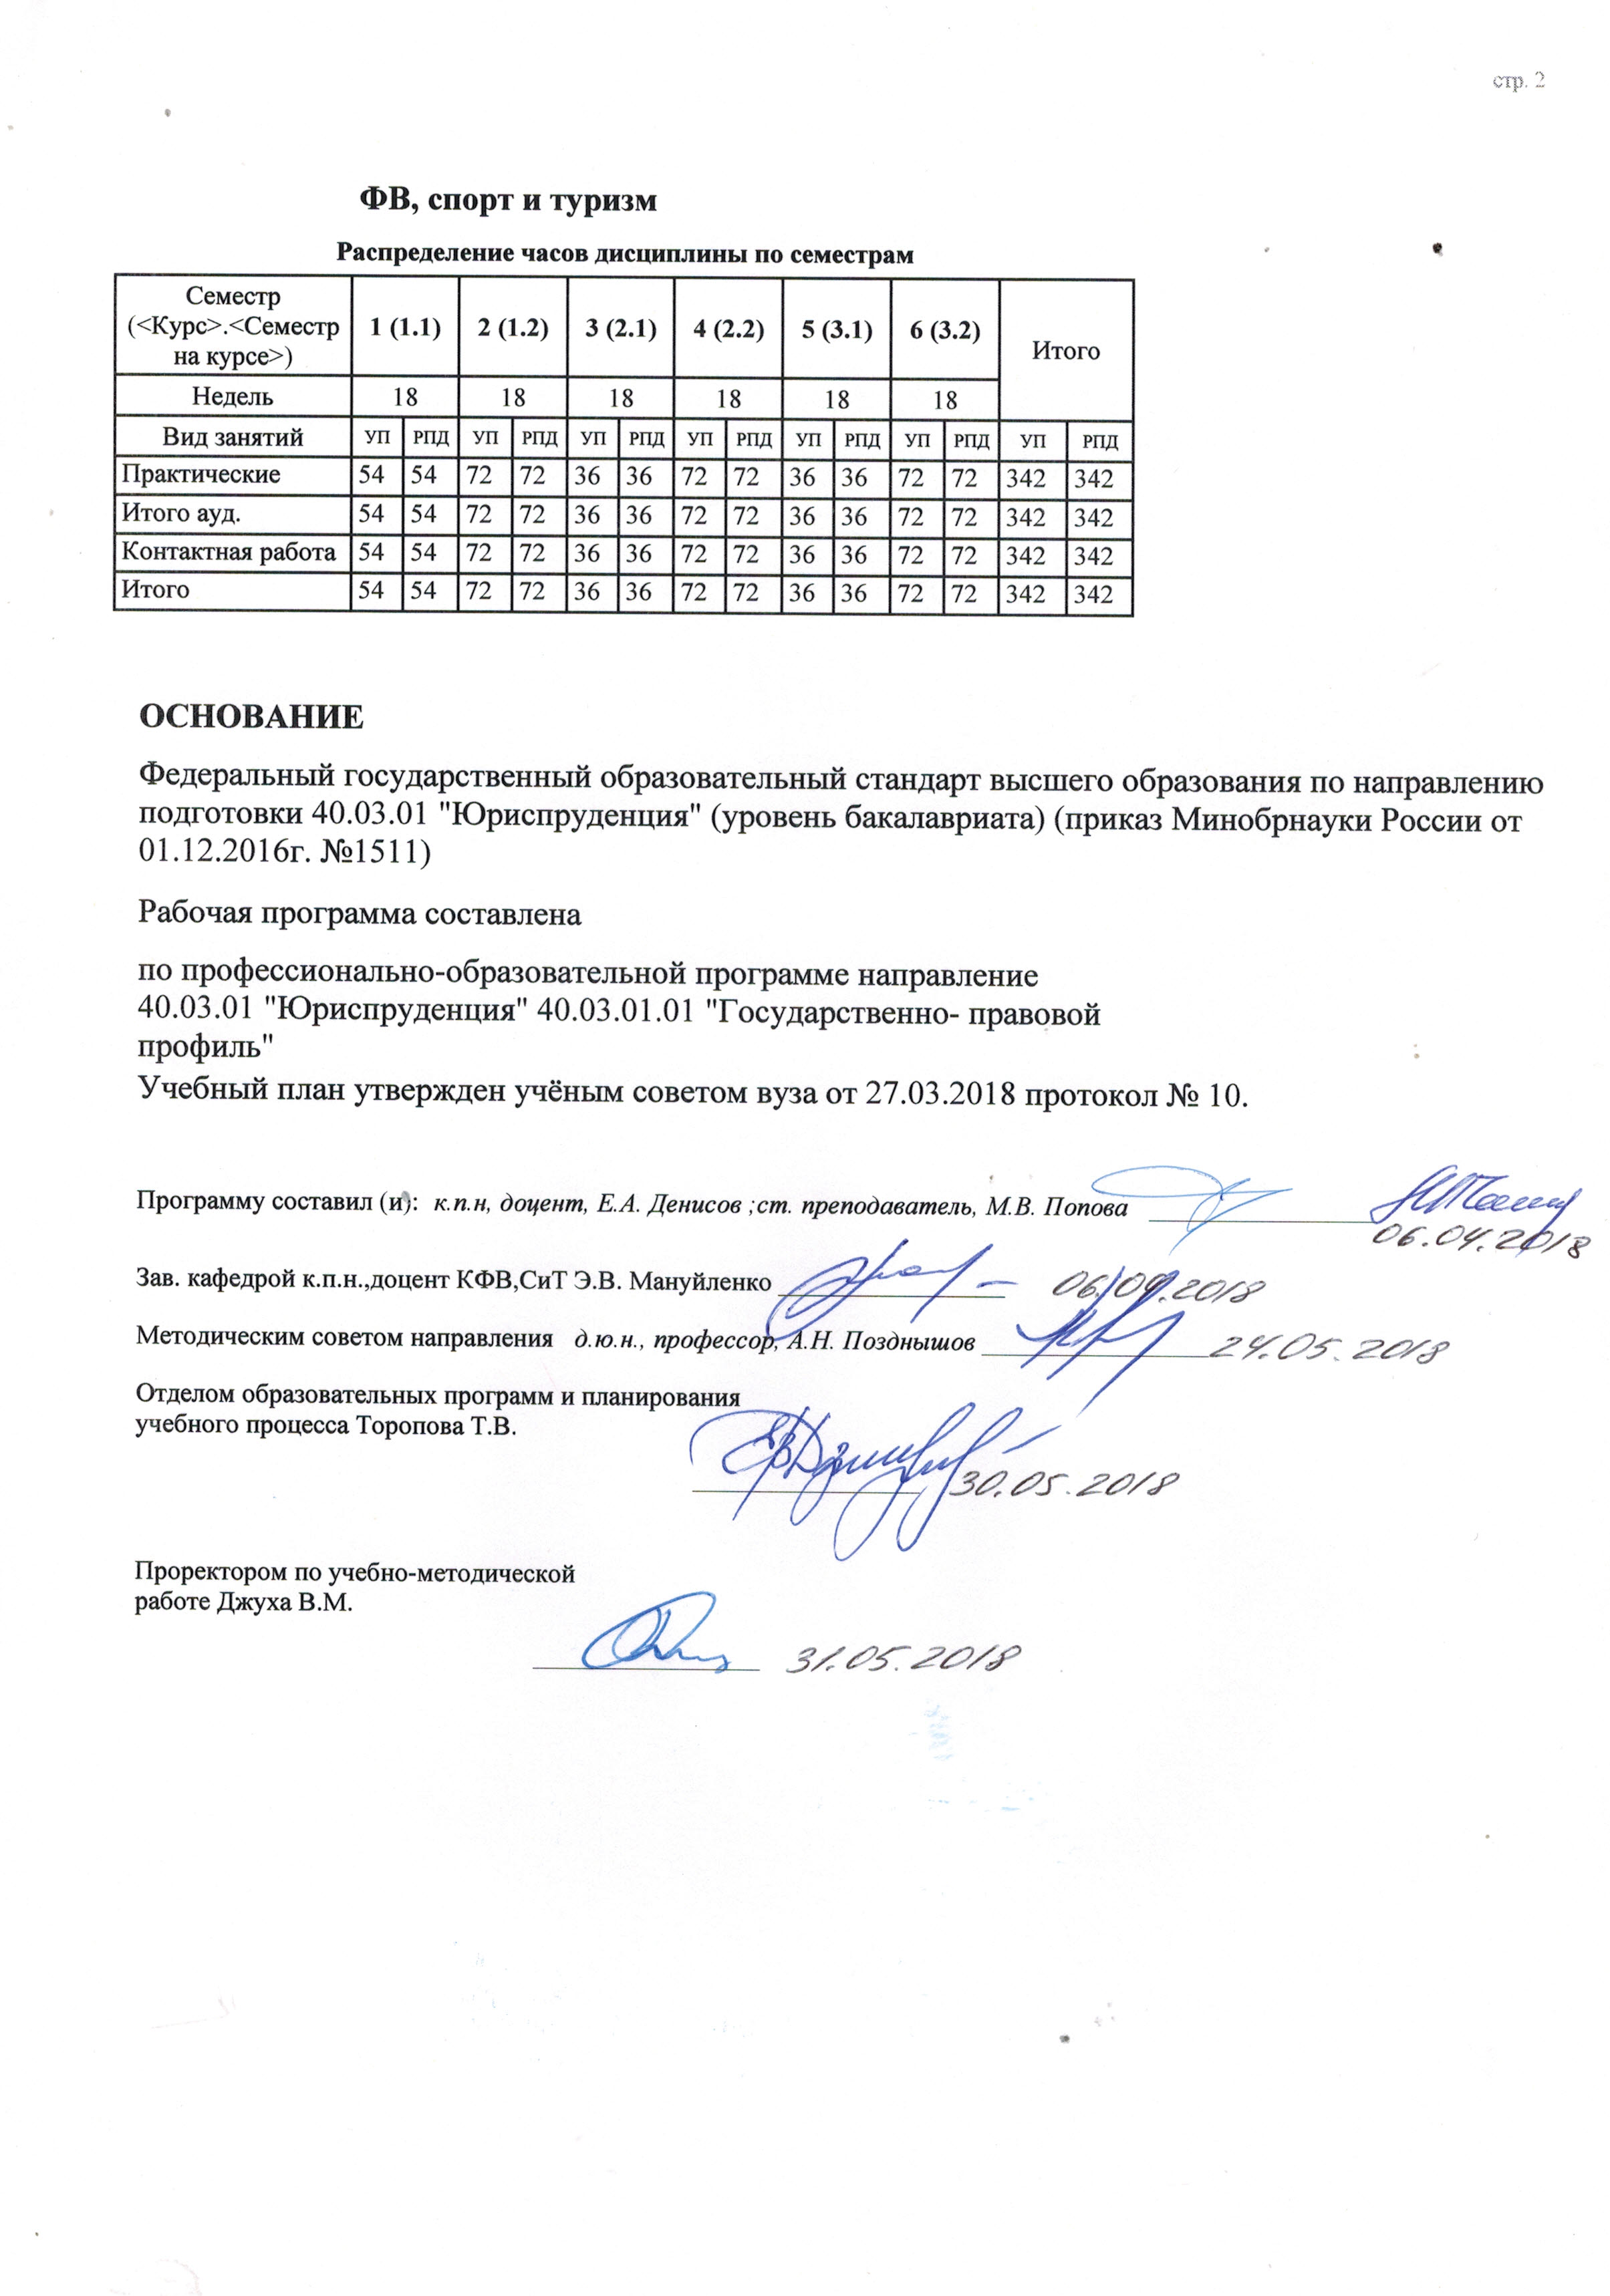 стр. 2
ФВ, спорт и туризм
Распределение часов дисциплины по семестрам
Семестр (<Курс>.<Семестр на курсе>) 1 (1.1) 2 (1.2) 3 (2.1) 4 (2.2) 5 (3.1) 6 (3.2) Итого
Недель 18 18 18 18 18 18
Вид занятий УП РПД УП РПД УП РПД УП РПД УП РПД УП РПД УП РПД
Практические 54 54 72 72 36 36 72 72 36 36 72 72 342 342
Итого ауд. 54 54 72 72 36 36 72 72 36 36 72 72 342 342
Контактная работа 54 54 72 72 36 36 72 72 36 36 72 72 342 342
Итого 54 54 72 72 36 36 72 72 36 36 72 72 342 342
ОСНОВАНИЕ
Федеральный государственный образовательный стандарт высшего образования по направлению
подготовки 40.03.01 "Юриспруденция" (уровень бакалавриата) (приказ Минобрнауки России от
01.12.2016г. №1511)
Рабочая программа составлена
по профессионально-образовательной программе направление
40.03.01 "Юриспруденция" 40.03.01.01 "Государственно- правовой
профиль"
Учебный план утвержден учёным советом вуза от 27.03.2018 протокол № 10.
Программу составил (и): к.п.н, доцент, Е.А. Денисов ;ст. преподаватель, М.В. Попова
06.04.2018
Зав. кафедрой к.п.н.,доцент КФВ,СиТ Э.В. Мануйленко 06.04.2018
Методическим советом направления д.ю.н., профессор, А.Н. Позднышов 24.05.2018
Отделом образовательных программ и планирования
учебного процесса Торопова Т.В.
30.05.2018
Проректором по учебно-методической
работе Джуха В.М.
31.05.2018